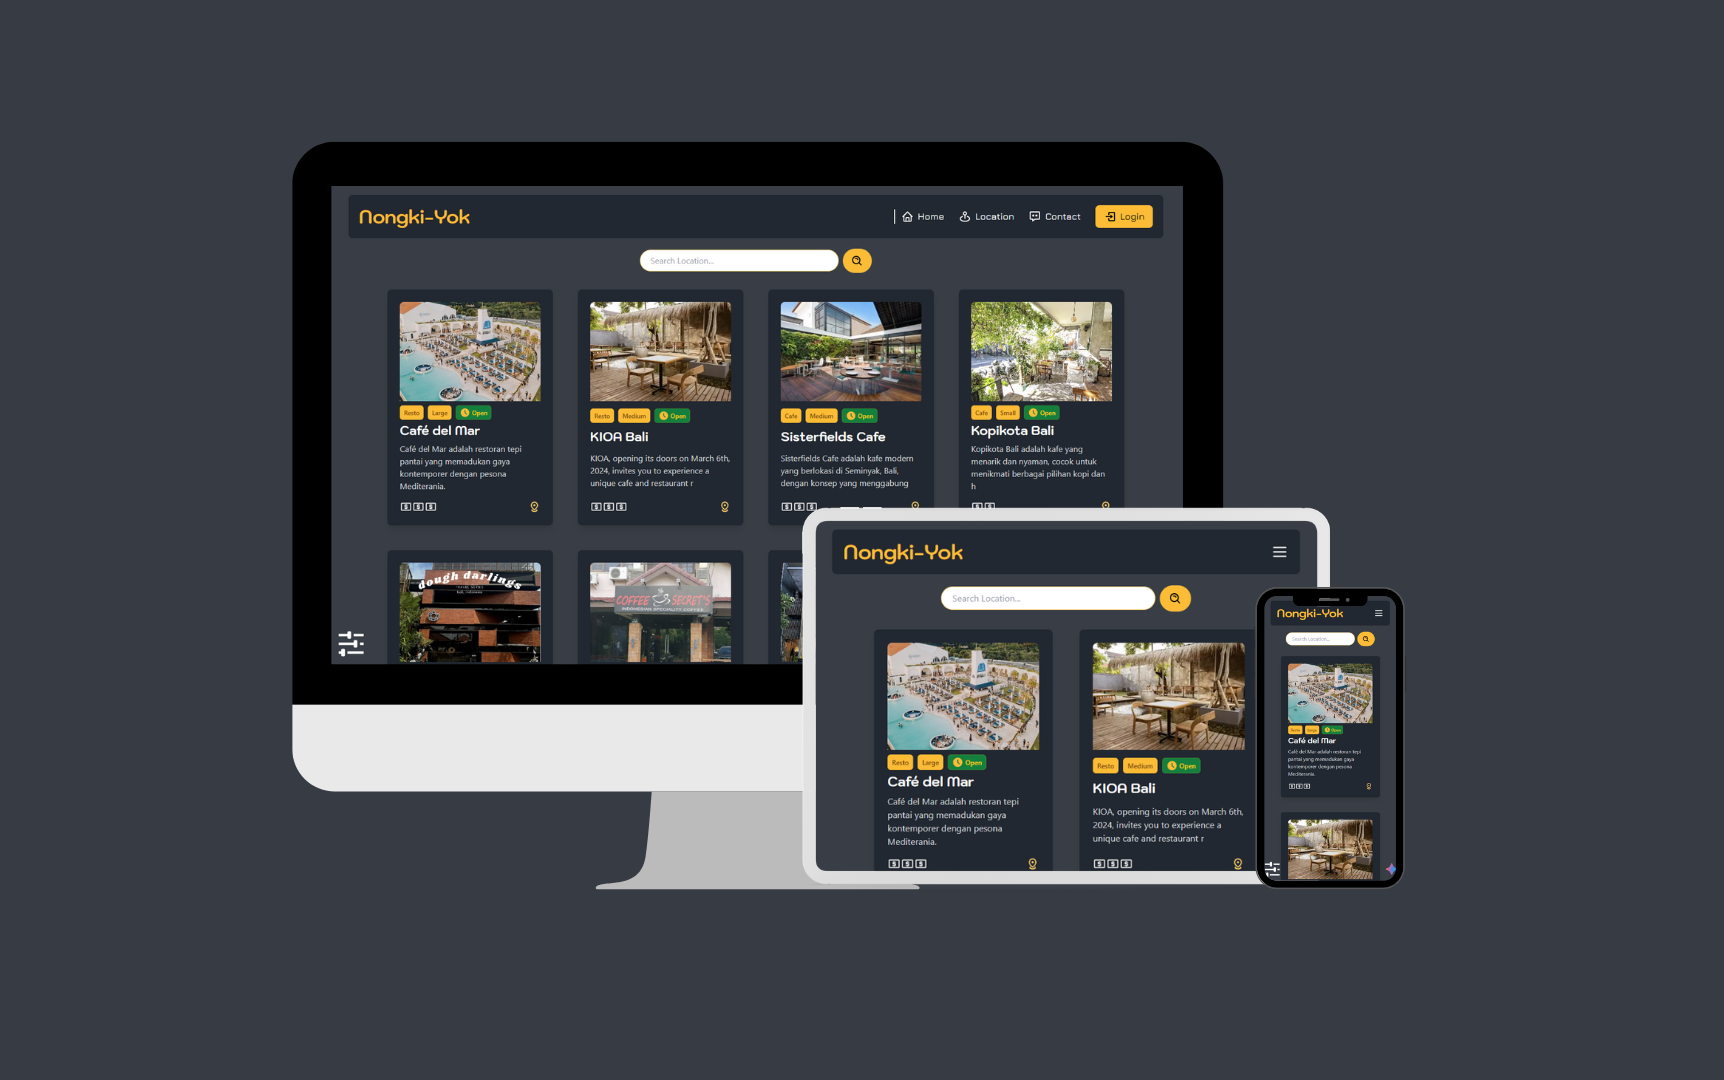 Nongki-Yok
Home Location Contact Login
Search Location...
Resto Large Open
Café del Mar
Café del Mar adalah restoran tepi
pantai yang memadukan gaya
kontemporer dengan pesona
Mediterania.
Resto Medium Open
KIOA Bali
KIOA, opening its doors on March 6th,
2024, invites you to experience a
unique cafe and restaurant r
Cafe Medium Open
Sisterfields Cafe
Sisterfields Cafe adalah kafe modern
yang berlokasi di Seminyak, Bali,
dengan konsep yang menggabung
Cafe Small Open
Kopikota Bali
Kopikota Bali adalah kafe yang
menarik dan nyaman, cocok untuk
menikmati berbagai pilihan kopi dan
h
dough darlings
COFFEE SECRET'S
Nongki-Yok
Search Location...
Resto Large Open
Café del Mar
Café del Mar adalah restoran tepi
pantai yang memadukan gaya
kontemporer dengan pesona
Mediterania.
Resto Medium Open
KIOA Bali
KIOA, opening its doors on March 6th,
2024, invites you to experience a
unique cafe and restaurant r
Nongki-Yok
Search Location...
Resto Large Open
Café del Mar
Café del Mar adalah restoran tepi
pantai yang memadukan gaya
kontemporer dengan pesona
Mediterania.